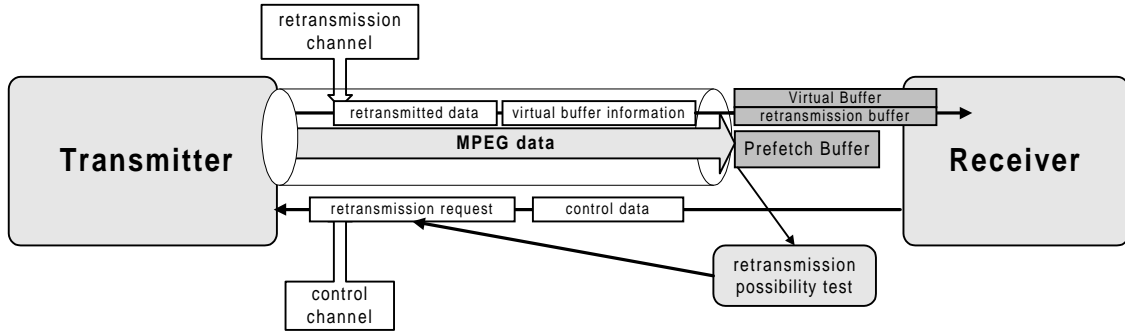 retransmission
channel
Transmitter
retransmitted data
virtual buffer information
Virtual Buffer
retransmission buffer
MPEG data
Prefetch Buffer
Receiver
retransmission request
control data
retransmission
possibility test
control
channel